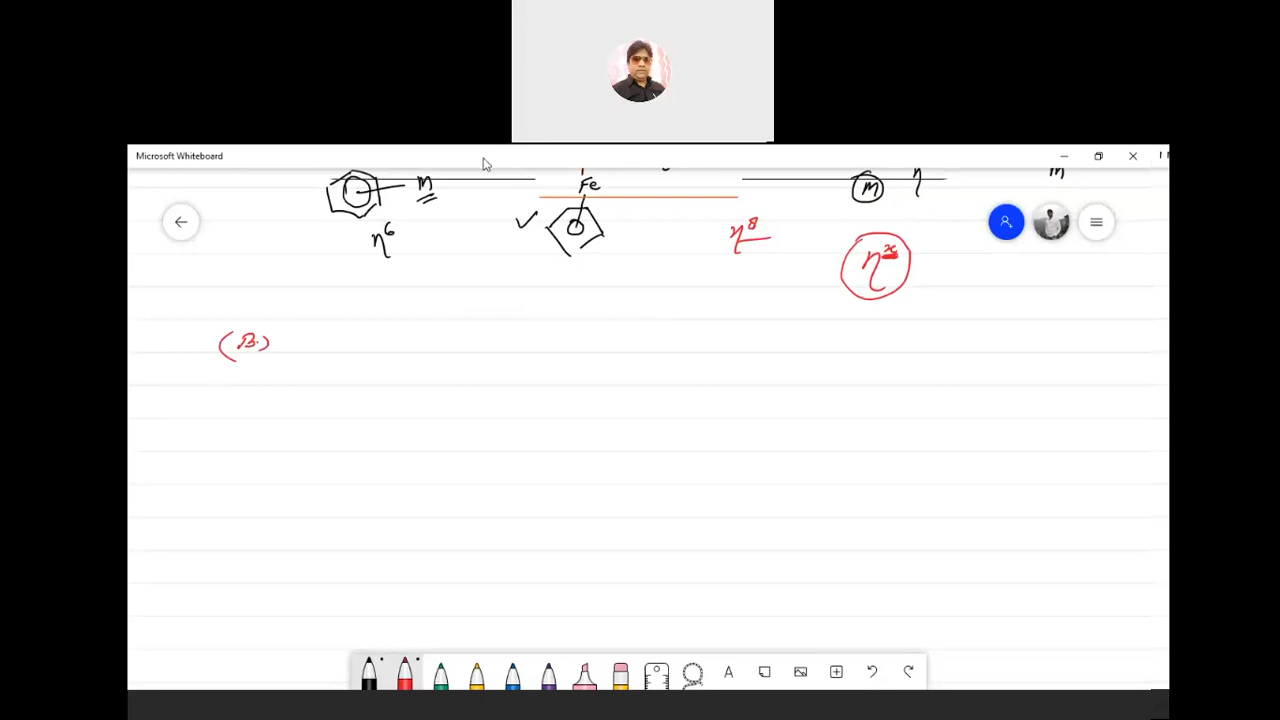 Microsoft Whiteboard
m
Fe
m
η
m
η⁶
η⁸
ηˣ
(B.)
A